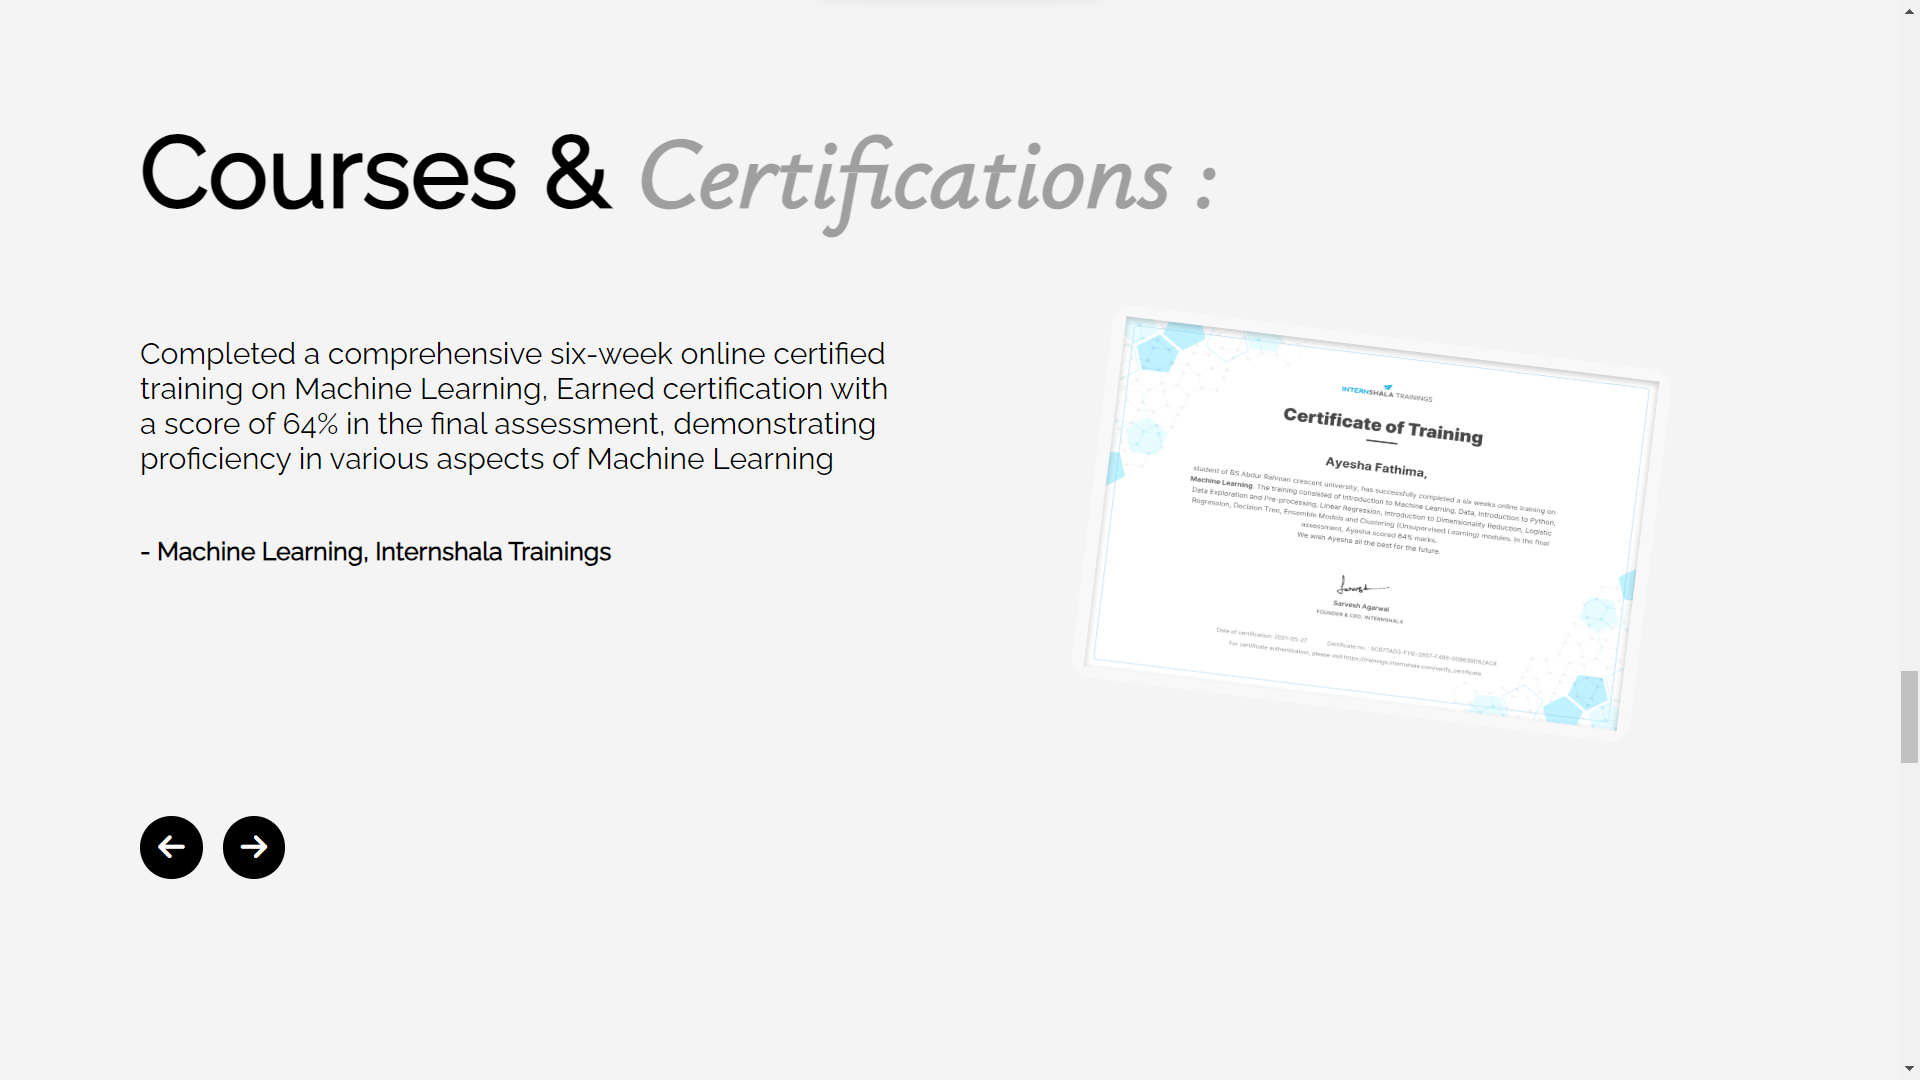 Courses & Certifications :
Completed a comprehensive six-week online certified
training on Machine Learning, Earned certification with
a score of 64% in the final assessment, demonstrating
proficiency in various aspects of Machine Learning
- Machine Learning, Internshala Trainings
INTERNSHALA TRAININGS
Certificate of Training
Ayesha Fathima,
student of BS Abdur Rahman crescent university, has successfully completed a six weeks online training on
Machine Learning. The training consisted of Introduction to Machine Learning, Data, Introduction to Python,
Data Exploration and Pre-processing, Linear Regression, Introduction to Dimensionality Reduction, Logistic
Regression, Decision Tree, Ensemble Models and Clustering (Unsupervised Learning) modules. In the final
assessment, Ayesha scored 64% marks.
We wish Ayesha all the best for the future.
Sarvesh Agarwal
FOUNDER & CEO, INTERNSHALA
Date of certification: 2021-05-27 Certificate no. :
For certificate authentication, please visit https://trainings.internshala.com/verify_certificate